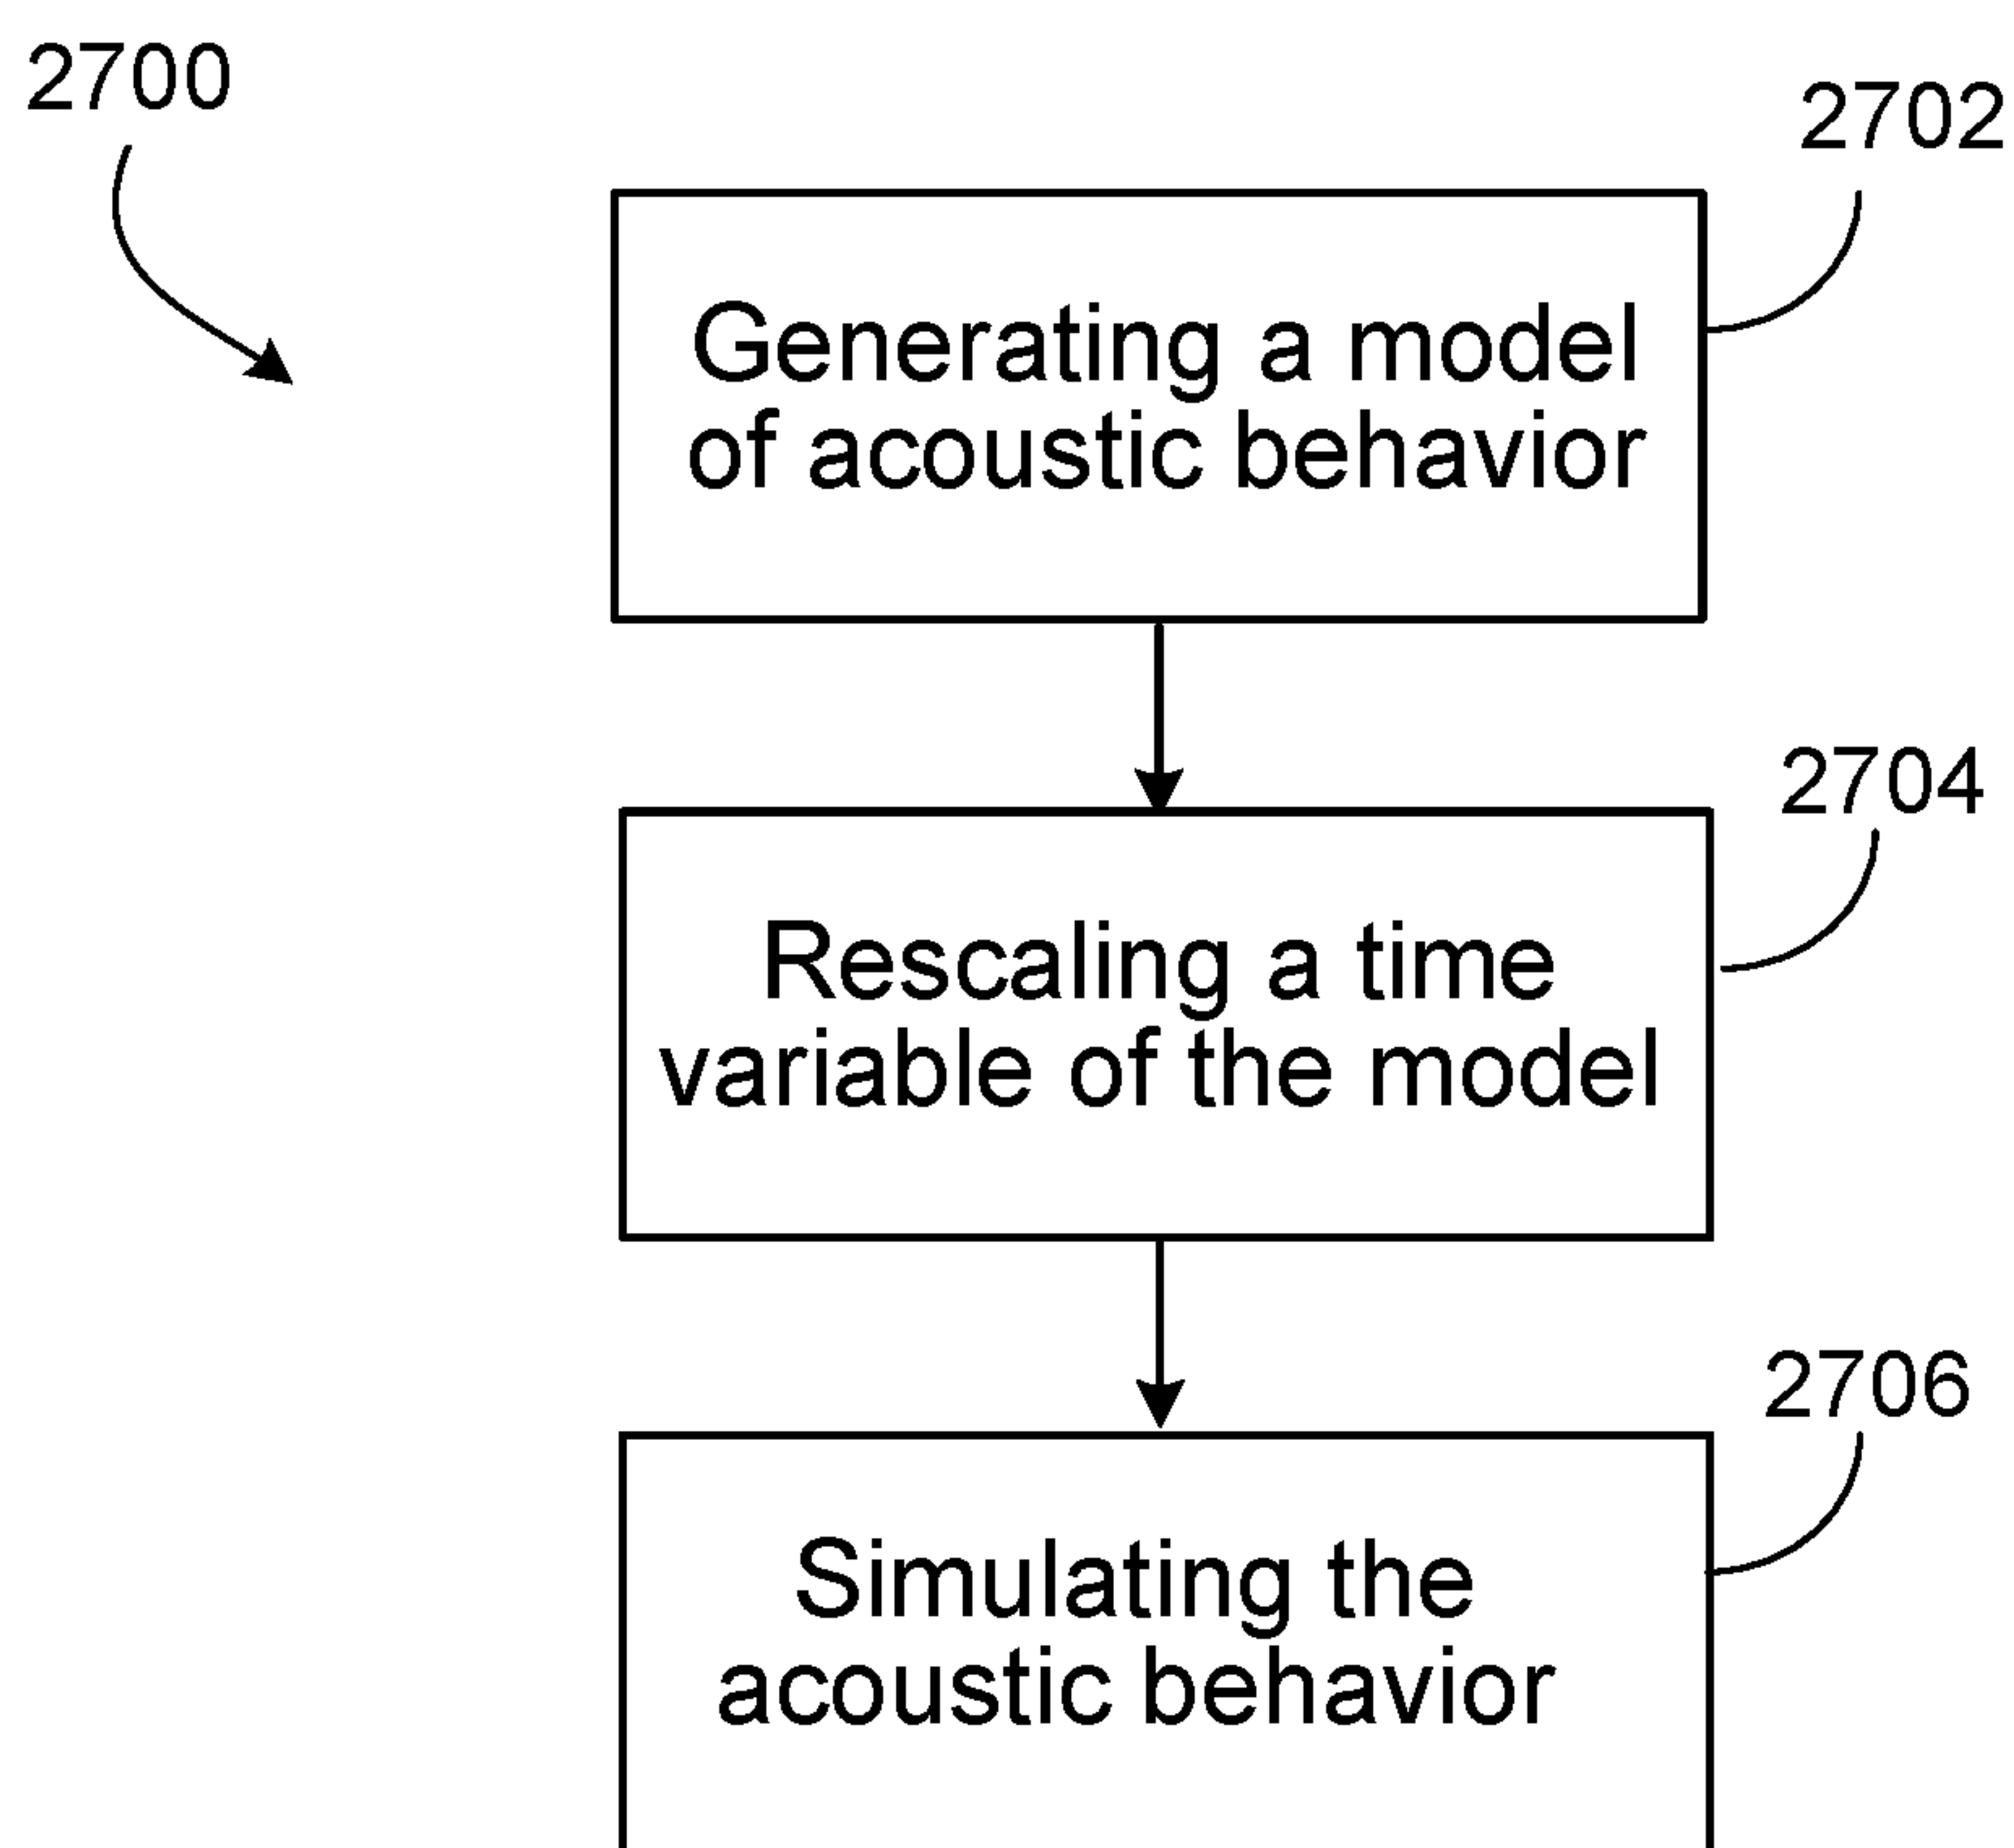 2700
2702
Generating a model
of acoustic behavior
2704
Rescaling a time
variable of the model
2706
Simulating the
acoustic behavior